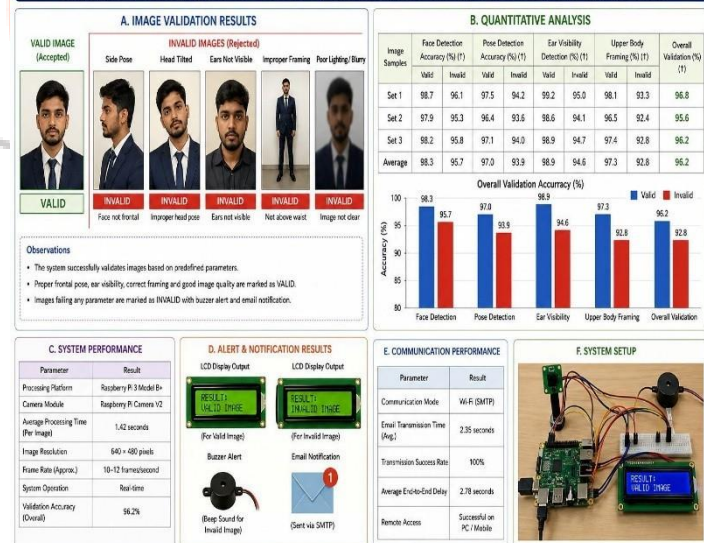 A. IMAGE VALIDATION RESULTS
VALID IMAGE
(Accepted)
INVALID IMAGES (Rejected)
Side Pose
Head Tilted
Ears Not Visible
Improper Framing
Poor Lighting / Blurry
VALID
INVALID
INVALID
INVALID
INVALID
INVALID
Face not frontal
Improper head pose
Ears not visible
Not above waist
Image not clear
Observations
• The system successfully validates images based on predefined parameters.
• Proper frontal pose, ear visibility, correct framing and good image quality are marked as VALID.
• Images failing any parameter are marked as INVALID with buzzer alert and email notification.
B. QUANTITATIVE ANALYSIS
Image Samples
Face Detection Accuracy (%) (↑)
Pose Detection Accuracy (%) (↑)
Ear Visibility Detection (%) (↑)
Upper Body Framing (%) (↑)
Overall Validation (%) (↑)
Valid Invalid Valid Invalid Valid Invalid Valid Invalid
Set 1 98.7 96.1 97.5 94.2 99.2 95.0 98.1 93.3 96.8
Set 2 97.9 95.3 96.4 93.6 98.6 94.1 96.5 92.4 95.6
Set 3 98.2 95.8 97.1 94.0 98.9 94.7 97.4 92.8 96.2
Average 98.3 95.7 97.0 93.9 98.9 94.6 97.3 92.8 96.2
Overall Validation Accurracy (%)
Valid Invalid
Accuracy (%)
100
95
90
85
80
98.3 95.7 97.0 93.9 98.9 94.6 97.3 92.8 96.2 92.8
Face Detection Pose Detection Ear Visibility Upper Body Framing Overall Validation
C. SYSTEM PERFORMANCE
Parameter Result
Processing Platform Raspberry Pi 3 Model B+
Camera Module Raspberry Pi Camera V2
Average Processing Time (Per Image) 1.42 seconds
Image Resolution 640 × 480 pixels
Frame Rate (Approx.) 10–12 frames/second
System Operation Real-time
Validation Accuracy (Overall) 96.2%
D. ALERT & NOTIFICATION RESULTS
LCD Display Output
LCD Display Output
RESULT:
VALID IMAGE
RESULT:
INVALID IMAGE
(For Valid Image)
(For Invalid Image)
Buzzer Alert
Email Notification
1
(Beep Sound for
Invalid Image)
(Sent via SMTP)
E. COMMUNICATION PERFORMANCE
Parameter Result
Communication Mode Wi-Fi (SMTP)
Email Transmission Time (Avg.) 2.35 seconds
Transmission Success Rate 100%
Average End-to-End Delay 2.78 seconds
Remote Access Successful on PC / Mobile
F. SYSTEM SETUP
RESULT:
VALID IMAGE